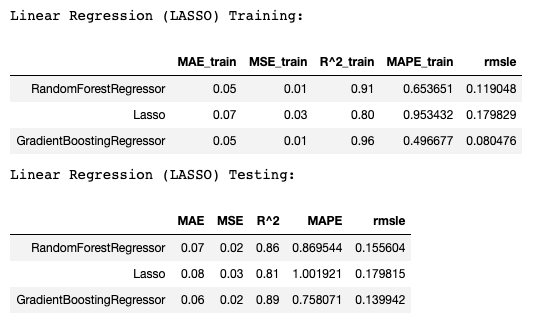 Linear Regression (LASSO) Training:
MAE_train MSE_train R^2_train MAPE_train rmsle
RandomForestRegressor 0.05 0.01 0.91 0.653651 0.119048
Lasso 0.07 0.03 0.80 0.953432 0.179829
GradientBoostingRegressor 0.05 0.01 0.96 0.496677 0.080476
Linear Regression (LASSO) Testing:
MAE MSE R^2 MAPE rmsle
RandomForestRegressor 0.07 0.02 0.86 0.869544 0.155604
Lasso 0.08 0.03 0.81 1.001921 0.179815
GradientBoostingRegressor 0.06 0.02 0.89 0.758071 0.139942